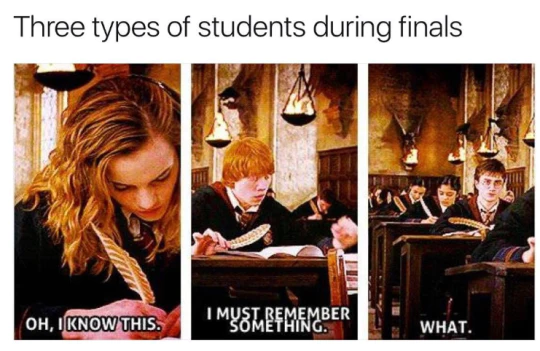 Three types of students during finals
OH, I KNOW THIS.
I MUST REMEMBER
SOMETHING.
WHAT.